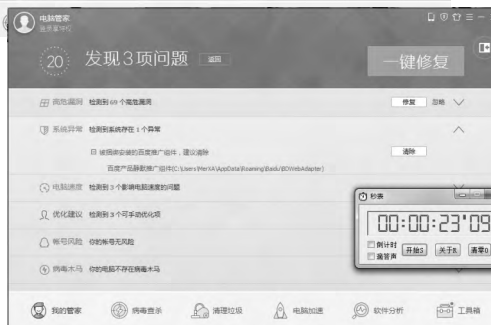 电脑管家
20 发现3项问题 返回 一键修复
高危漏洞 检测到 69 个高危漏洞 修复 忽略
系统异常 检测到系统存在 1 个异常
被捆绑安装的百度推广组件，建议清除 清除
百度产品静默推广组件(C:\Users\MerXA\AppData\Roaming\Baidu\BDWebAdapter)
电脑速度 检测到 3 个影响电脑速度的问题
秒表
00:00:23'09
倒计时
滴答声
开始S 关于R 清零O
优化建议 检测到 3 个可手动优化项
帐号风险 你的帐号无风险
病毒木马 你的电脑不存在病毒木马
我的管家 病毒查杀 清理垃圾 电脑加速 软件分析 工具箱